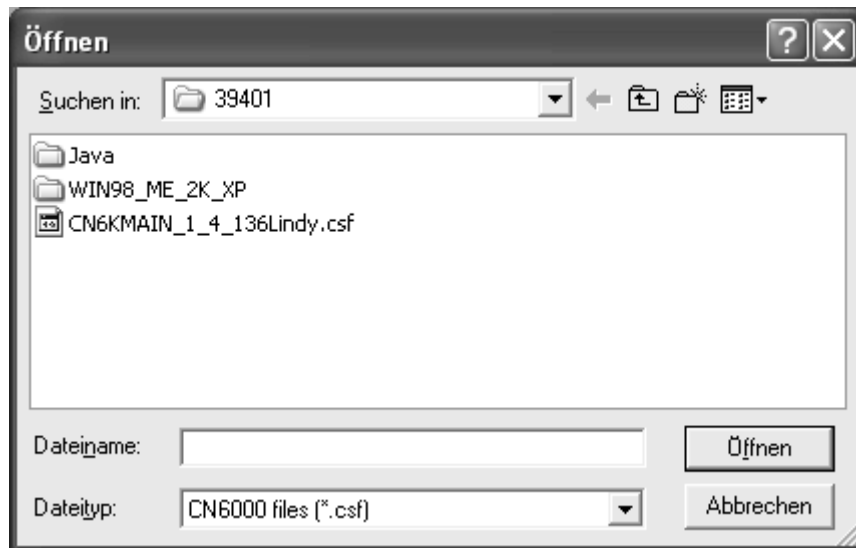 Öffnen
Suchen in: 39401
Java
WIN98_ME_2K_XP
CN6KMAIN_1_4_136Lindy.csf
Dateiname: Öffnen
Dateityp: CN6000 files (*.csf) Abbrechen